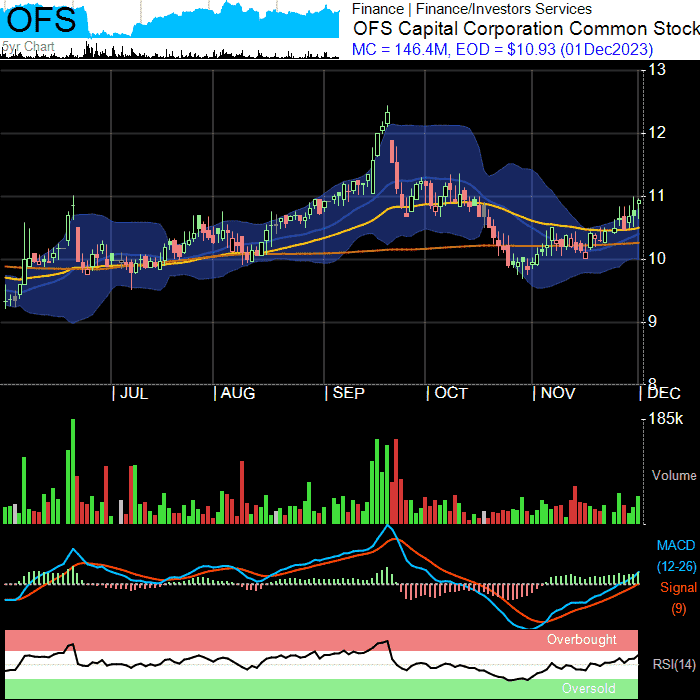 OFS
5yr Chart
Finance | Finance/Investors Services
OFS Capital Corporation Common Stock
MC = 146.4M, EOD = $10.93 (01Dec2023)
13
12
11
10
9
8
JUL
AUG
SEP
OCT
NOV
DEC
185k
Volume
MACD
(12-26)
Signal
(9)
Overbought
RSI(14)
Oversold